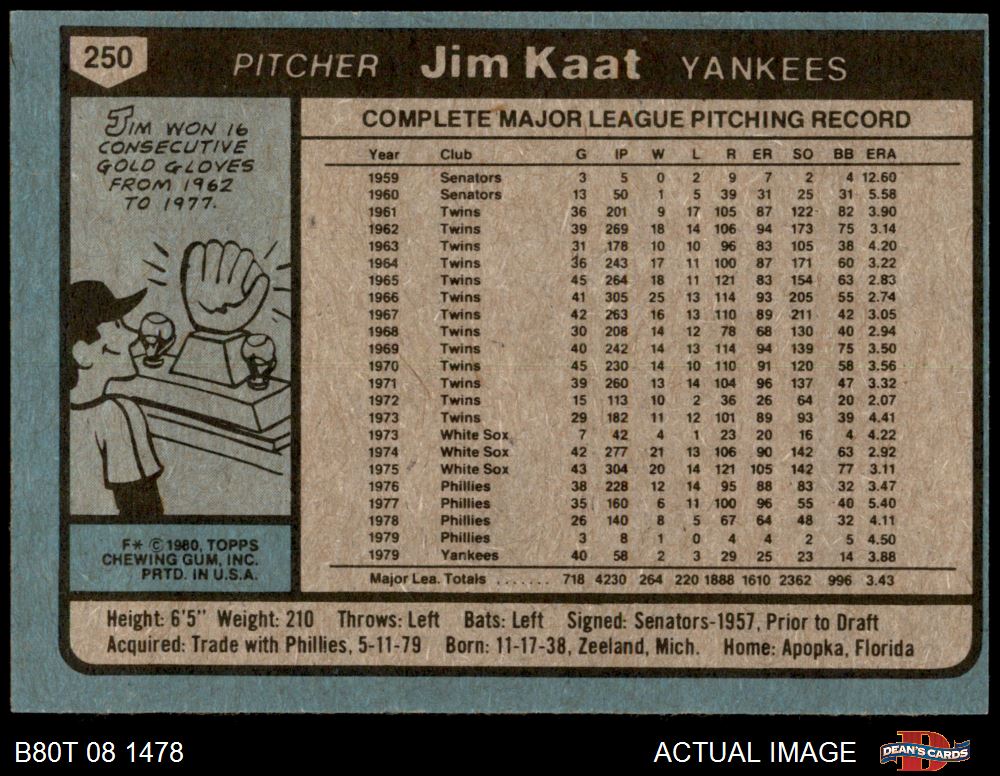 250
PITCHER Jim Kaat YANKEES
JIM WON 16
CONSECUTIVE
GOLD GLOVES
FROM 1962
TO 1977.
COMPLETE MAJOR LEAGUE PITCHING RECORD
Year Club G IP W L R ER SO BB ERA
1959 Senators 3 5 0 2 9 7 2 4 12.60
1960 Senators 13 50 1 5 39 31 25 31 5.58
1961 Twins 36 201 9 17 105 87 122 82 3.90
1962 Twins 39 269 18 14 106 94 173 75 3.14
1963 Twins 31 178 10 10 96 83 105 38 4.20
1964 Twins 36 243 17 11 100 87 171 60 3.22
1965 Twins 45 264 18 11 121 83 154 63 2.83
1966 Twins 41 305 25 13 114 93 205 55 2.74
1967 Twins 42 263 16 13 110 89 211 42 3.05
1968 Twins 30 208 14 12 78 68 130 40 2.94
1969 Twins 40 242 14 13 114 94 139 75 3.50
1970 Twins 45 230 14 10 110 91 120 58 3.56
1971 Twins 39 260 13 14 104 96 137 47 3.32
1972 Twins 15 113 10 2 36 26 64 20 2.07
1973 Twins 29 182 11 12 101 89 93 39 4.41
1973 White Sox 7 42 4 1 23 20 16 4 4.22
1974 White Sox 42 277 21 13 106 90 142 63 2.92
1975 White Sox 43 304 20 14 121 105 142 77 3.11
1976 Phillies 38 228 12 14 95 88 83 32 3.47
1977 Phillies 35 160 6 11 100 96 55 40 5.40
1978 Phillies 26 140 8 5 67 64 48 32 4.11
1979 Phillies 3 8 1 0 4 4 2 5 4.50
1979 Yankees 40 58 2 3 29 25 23 14 3.88
Major Lea. Totals ....... 718 4230 264 220 1888 1610 2362 996 3.43
F* © 1980, TOPPS
CHEWING GUM, INC.
PRTD. IN U.S.A.
Height: 6'5" Weight: 210 Throws: Left Bats: Left Signed: Senators-1957, Prior to Draft
Acquired: Trade with Phillies, 5-11-79 Born: 11-17-38, Zeeland, Mich. Home: Apopka, Florida
B80T 08 1478
ACTUAL IMAGE
D
DEAN'S CARDS